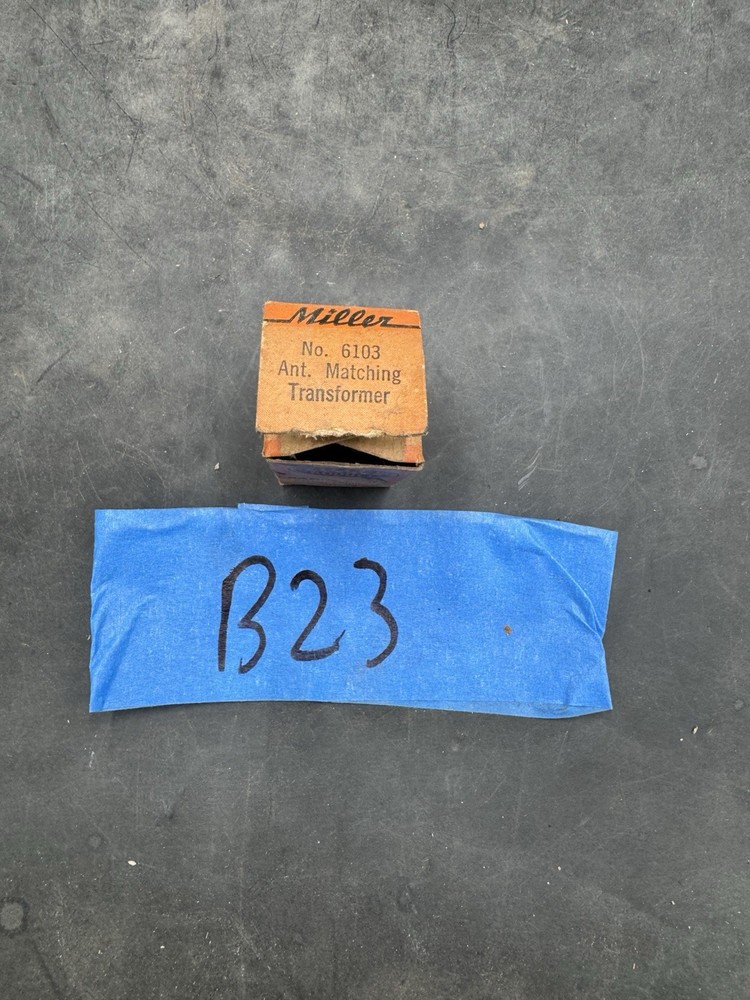 Miller
No. 6103
Ant. Matching
Transformer
B23